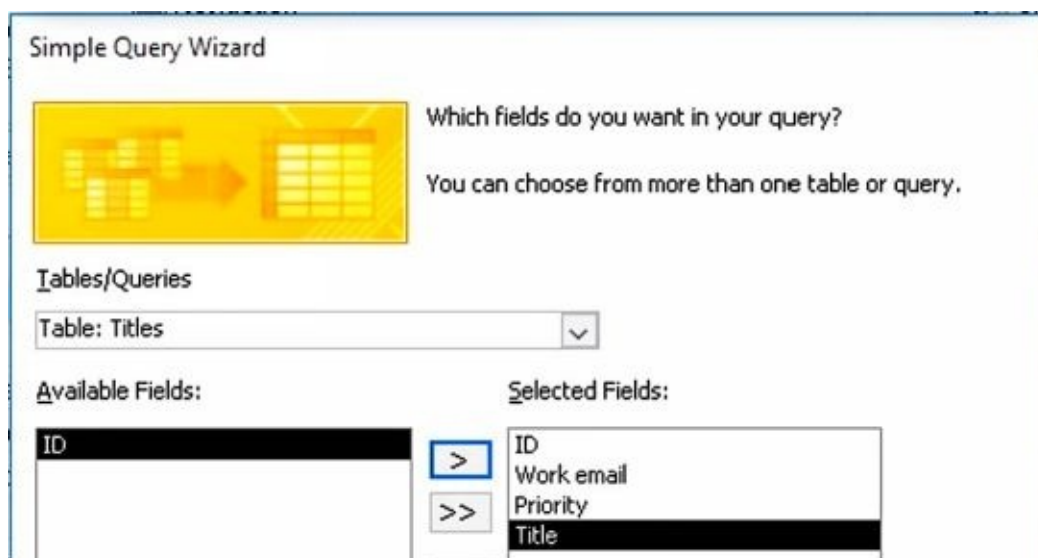 Simple Query Wizard
Which fields do you want in your query?
You can choose from more than one table or query.
Tables/Queries
Table: Titles
Available Fields:
Selected Fields:
ID
>
>>
ID
Work email
Priority
Title